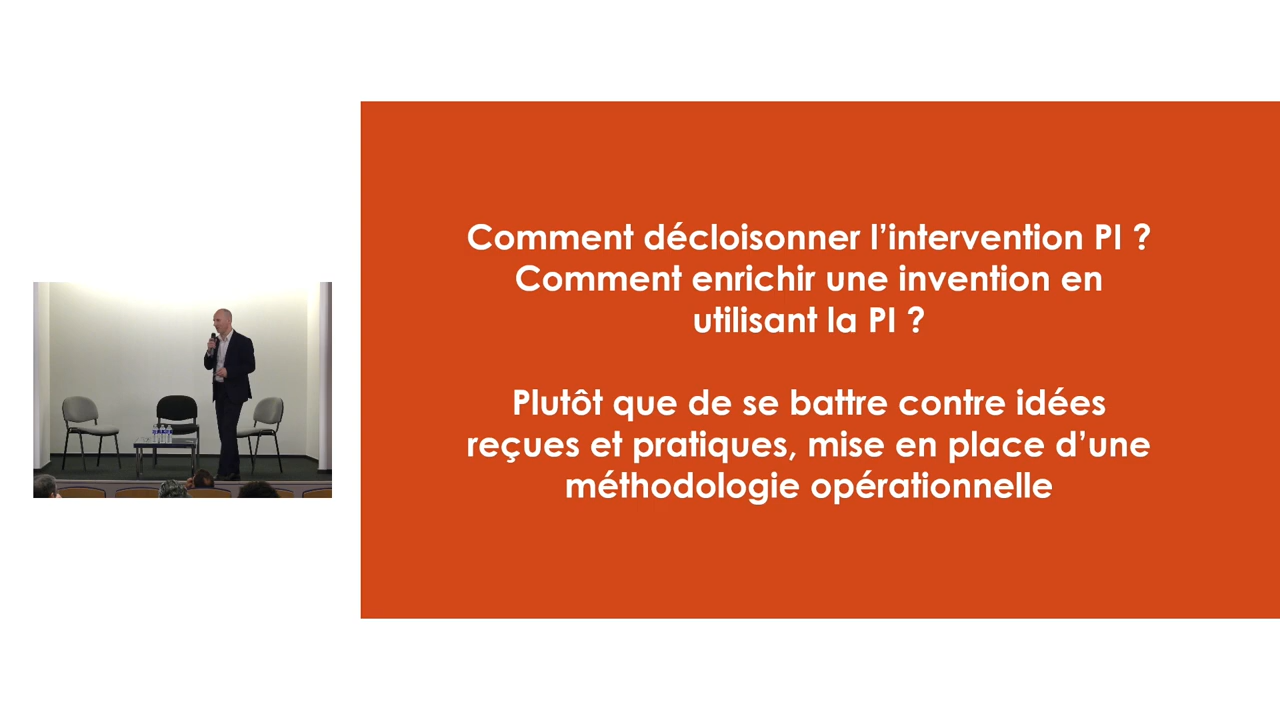 Comment décloisonner l’intervention PI ?
Comment enrichir une invention en
utilisant la PI ?
Plutôt que de se battre contre idées
reçues et pratiques, mise en place d’une
méthodologie opérationnelle